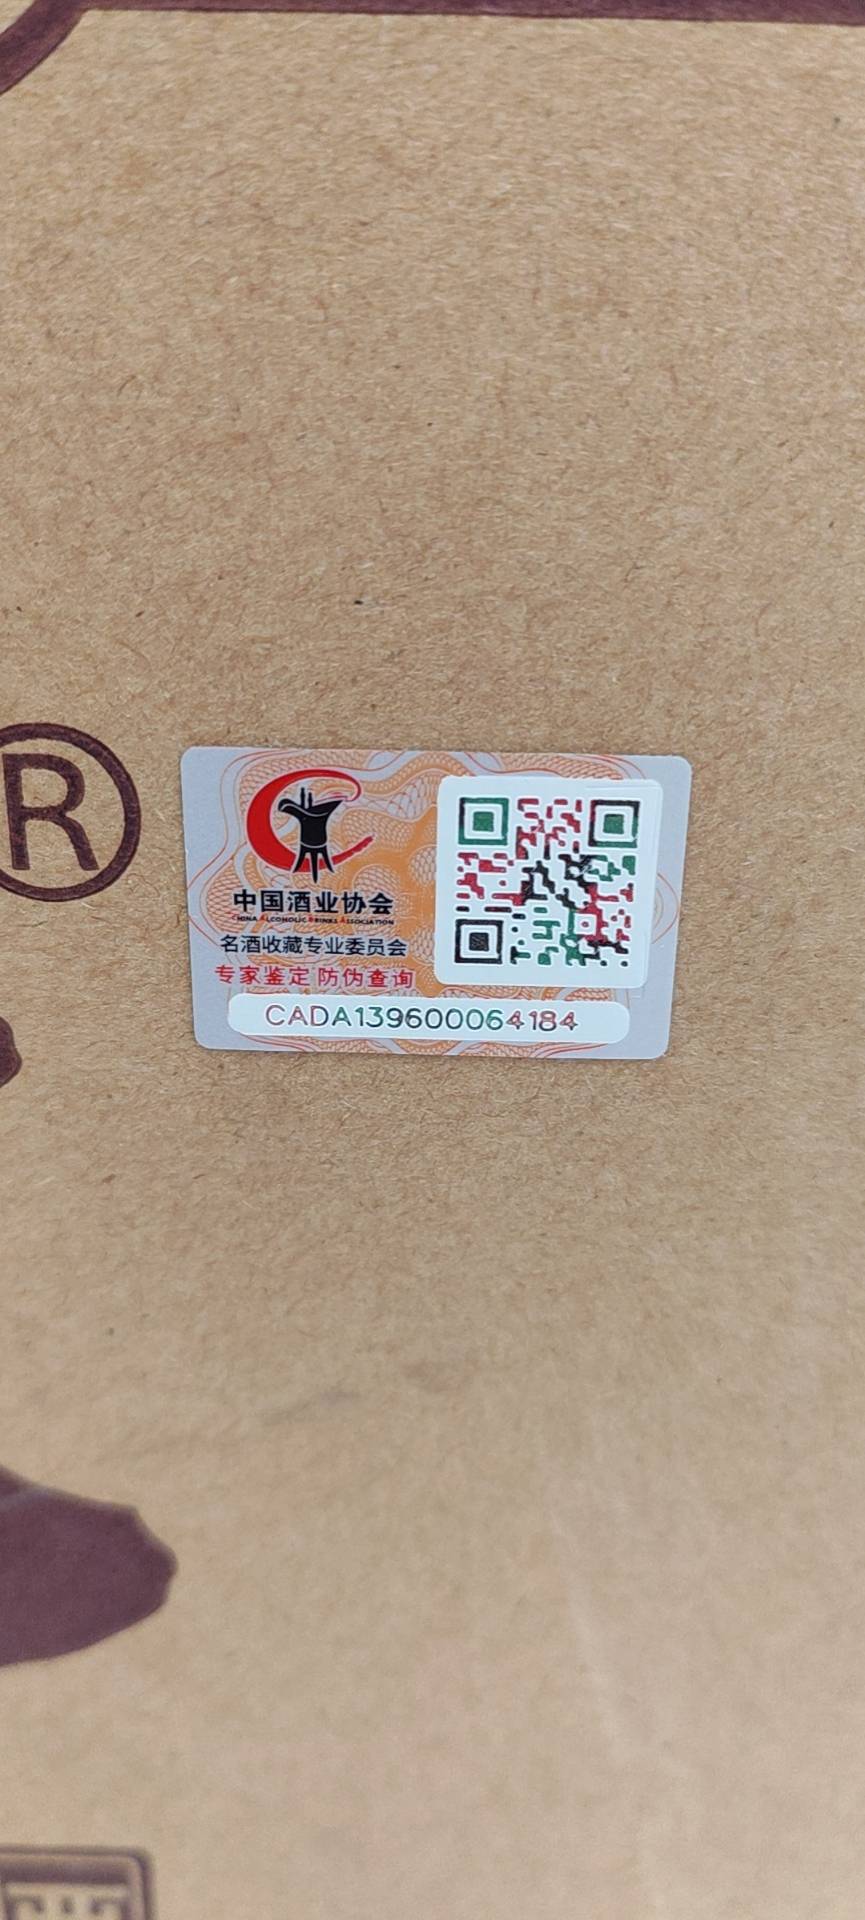 ®
中国酒业协会
CHINA ALCOHOLIC DRINKS ASSOCIATION
名酒收藏专业委员会
专家鉴定 防伪查询
CADA139600064184